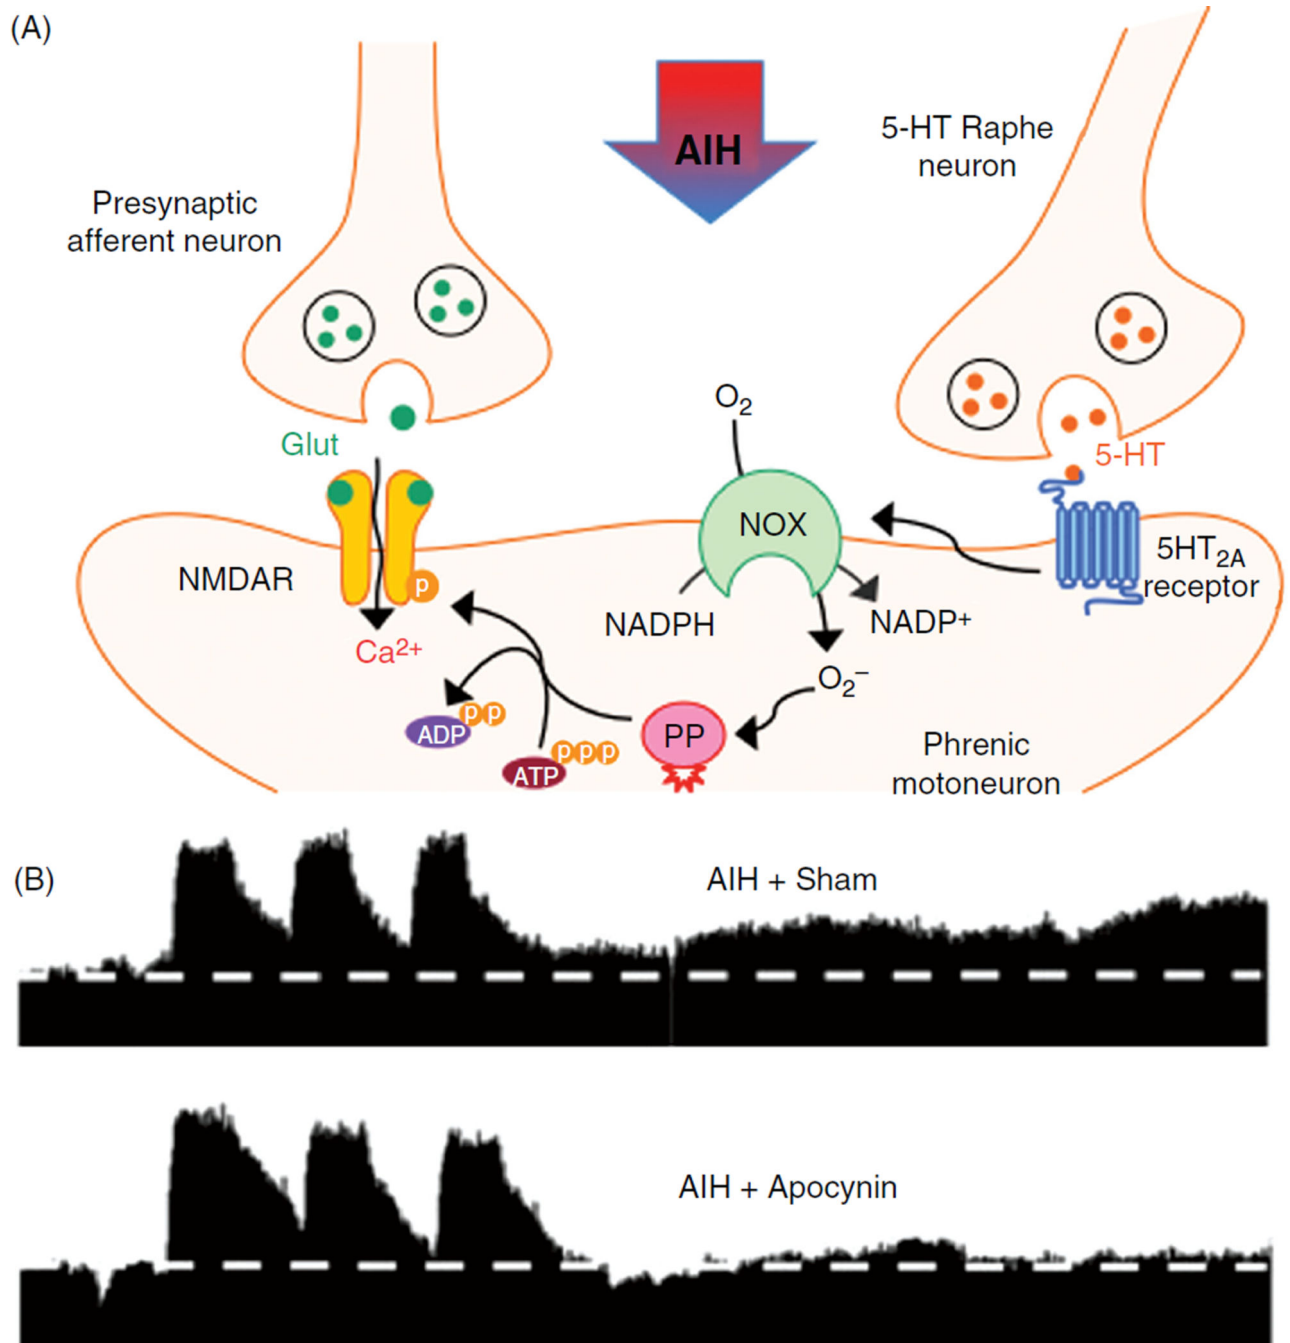 (A)
AIH
5-HT Raphe
neuron
Presynaptic
afferent neuron
O₂
Glut
5-HT
NOX
NMDAR
5HT₂A
receptor
P
NADPH
NADP⁺
Ca²⁺
O₂⁻
P P
ADP
PP
Phrenic
motoneuron
P P P
ATP
(B)
AIH + Sham
AIH + Apocynin